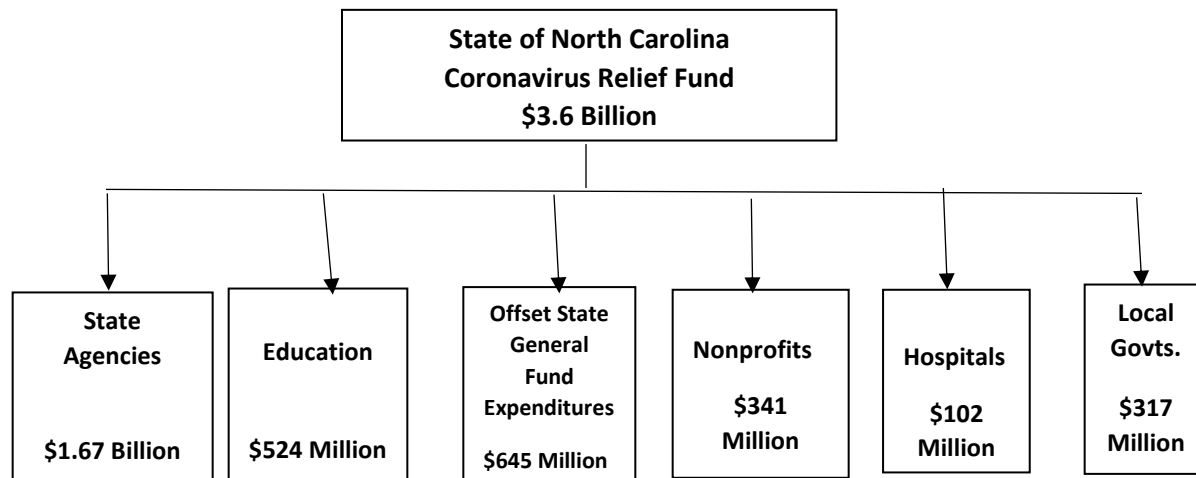 State of North Carolina
Coronavirus Relief Fund
$3.6 Billion
State
Agencies
$1.67 Billion
Education
$524 Million
Offset State
General
Fund
Expenditures
$645 Million
Nonprofits
$341
Million
Hospitals
$102
Million
Local
Govts.
$317
Million